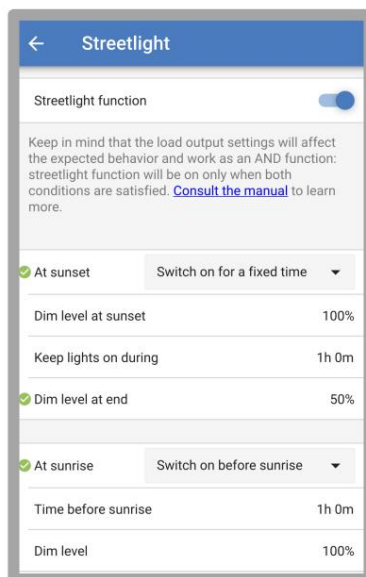 Streetlight
Streetlight function
Keep in mind that the load output settings will affect
the expected behavior and work as an AND function:
streetlight function will be on only when both
conditions are satisfied. Consult the manual to learn
more.
At sunset Switch on for a fixed time
Dim level at sunset 100%
Keep lights on during 1h 0m
Dim level at end 50%
At sunrise Switch on before sunrise
Time before sunrise 1h 0m
Dim level 100%